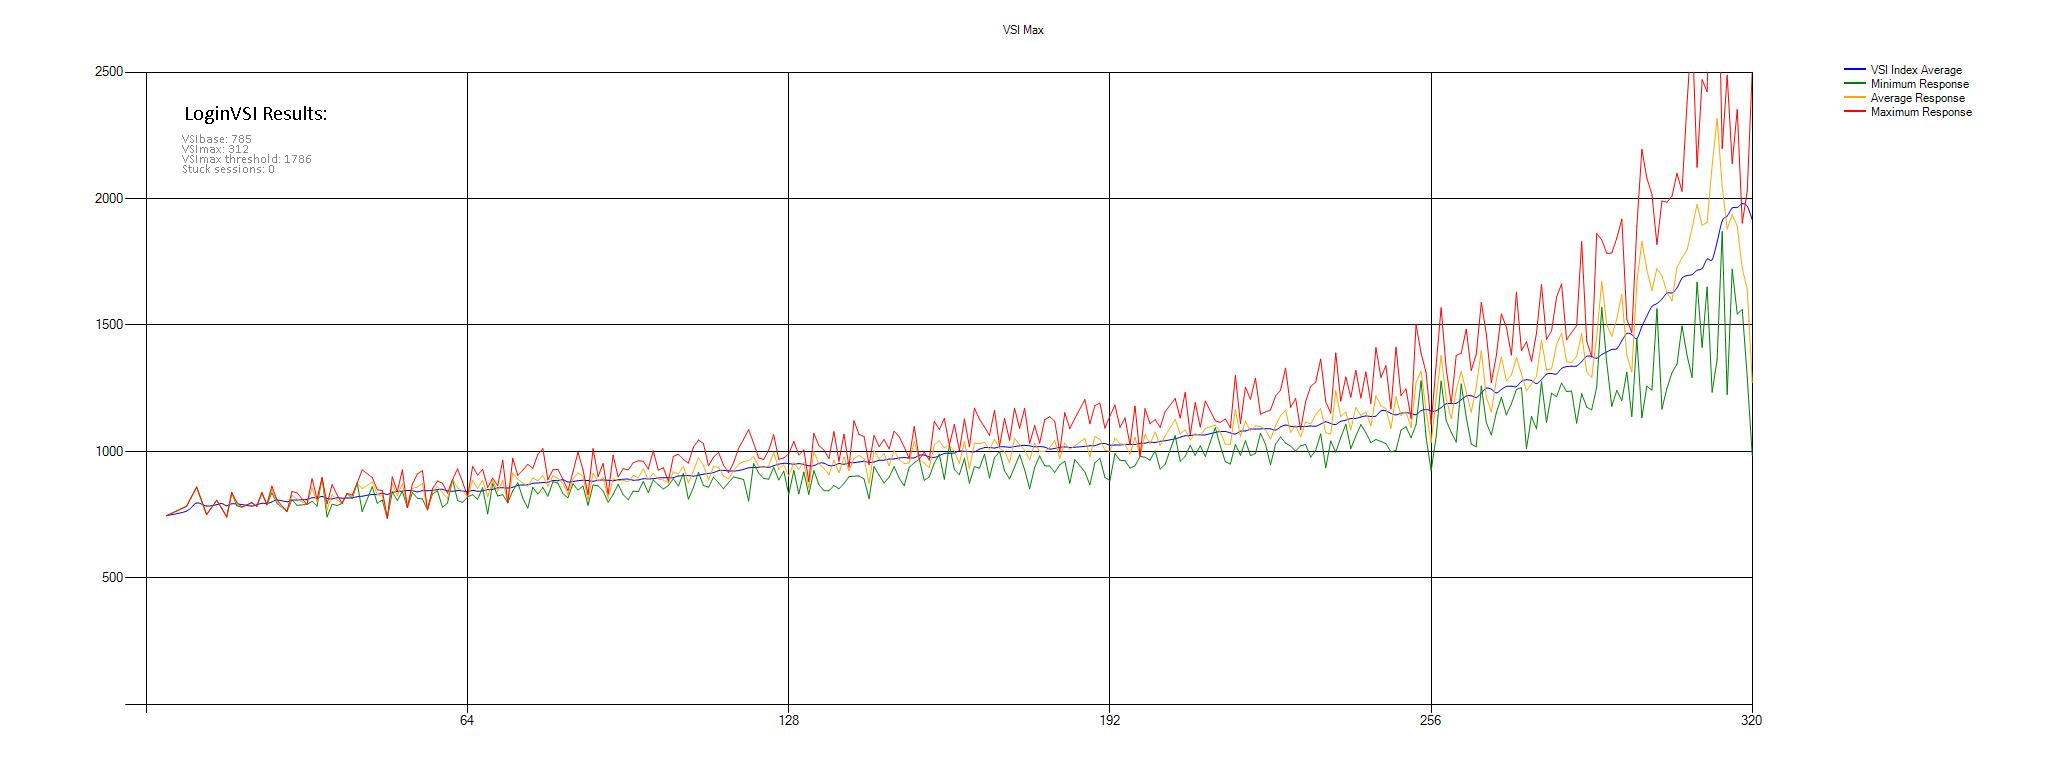 VSI Max
2500
2000
1500
1000
500
LoginVSI Results:
VSIbase: 785
VSImax: 312
VSImax threshold: 1786
Stuck sessions: 0
VSI Index Average
Minimum Response
Average Response
Maximum Response
64 128 192 256 320